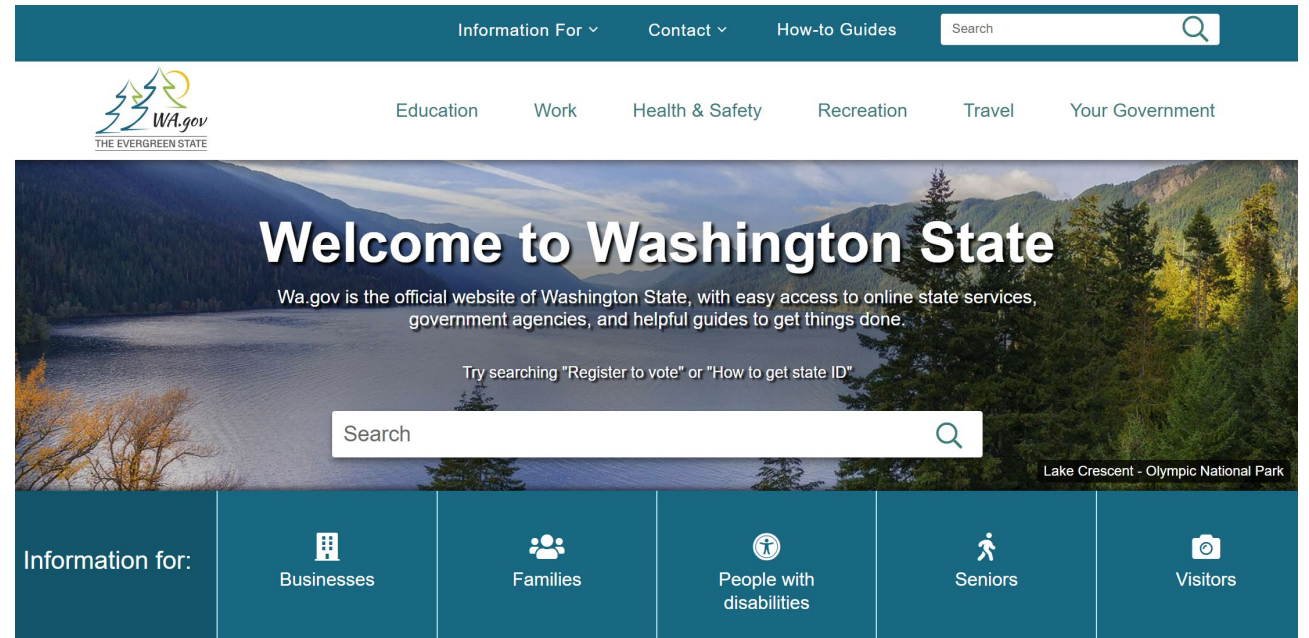 Information For
Contact
How-to Guides
Search
WA.gov
THE EVERGREEN STATE
Education
Work
Health & Safety
Recreation
Travel
Your Government
Welcome to Washington State
Wa.gov is the official website of Washington State, with easy access to online state services,
government agencies, and helpful guides to get things done.
Try searching "Register to vote" or "How to get state ID"
Search
Lake Crescent - Olympic National Park
Information for:
Businesses
Families
People with
disabilities
Seniors
Visitors